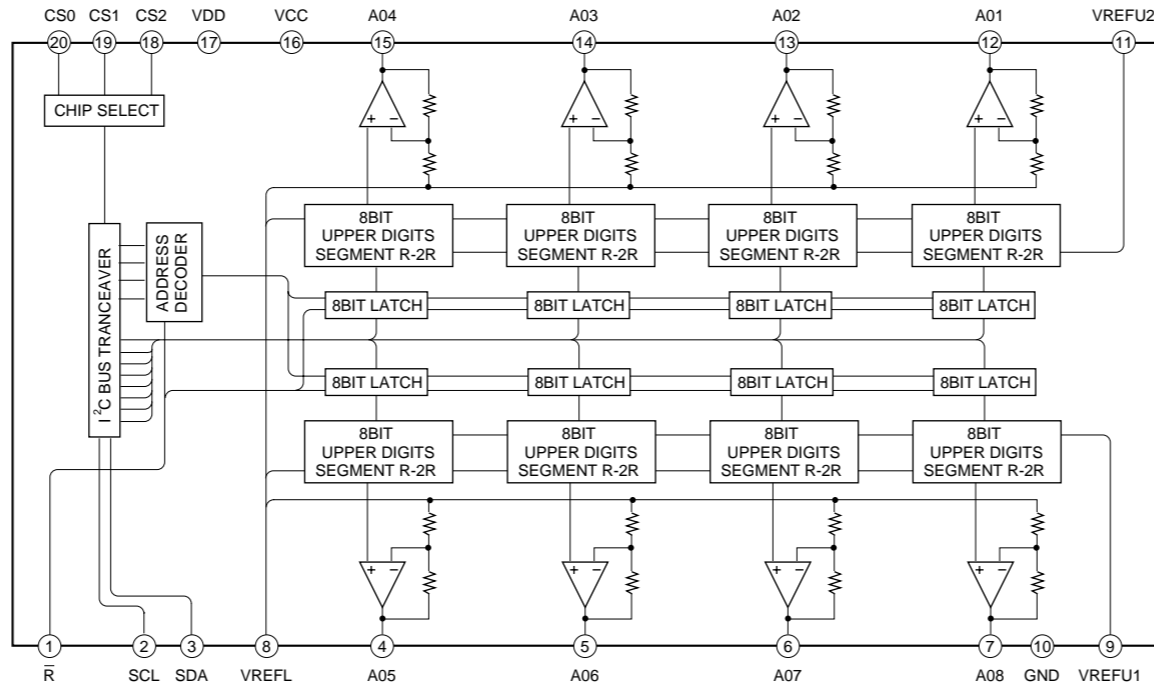 CS0 CS1 CS2 VDD VCC A04 A03 A02 A01 VREFU2
20 19 18 17 16 15 14 13 12 11
CHIP SELECT
+ − + − + − + −
8BIT 8BIT 8BIT 8BIT
UPPER DIGITS UPPER DIGITS UPPER DIGITS UPPER DIGITS
SEGMENT R-2R SEGMENT R-2R SEGMENT R-2R SEGMENT R-2R
ADDRESS
DECODER
I²C BUS TRANCEAVER
8BIT LATCH 8BIT LATCH 8BIT LATCH 8BIT LATCH
8BIT LATCH 8BIT LATCH 8BIT LATCH 8BIT LATCH
8BIT 8BIT 8BIT 8BIT
UPPER DIGITS UPPER DIGITS UPPER DIGITS UPPER DIGITS
SEGMENT R-2R SEGMENT R-2R SEGMENT R-2R SEGMENT R-2R
+ − + − + − + −
1 2 3 8 4 5 6 7 10 9
R̅ SCL SDA VREFL A05 A06 A07 A08 GND VREFU1